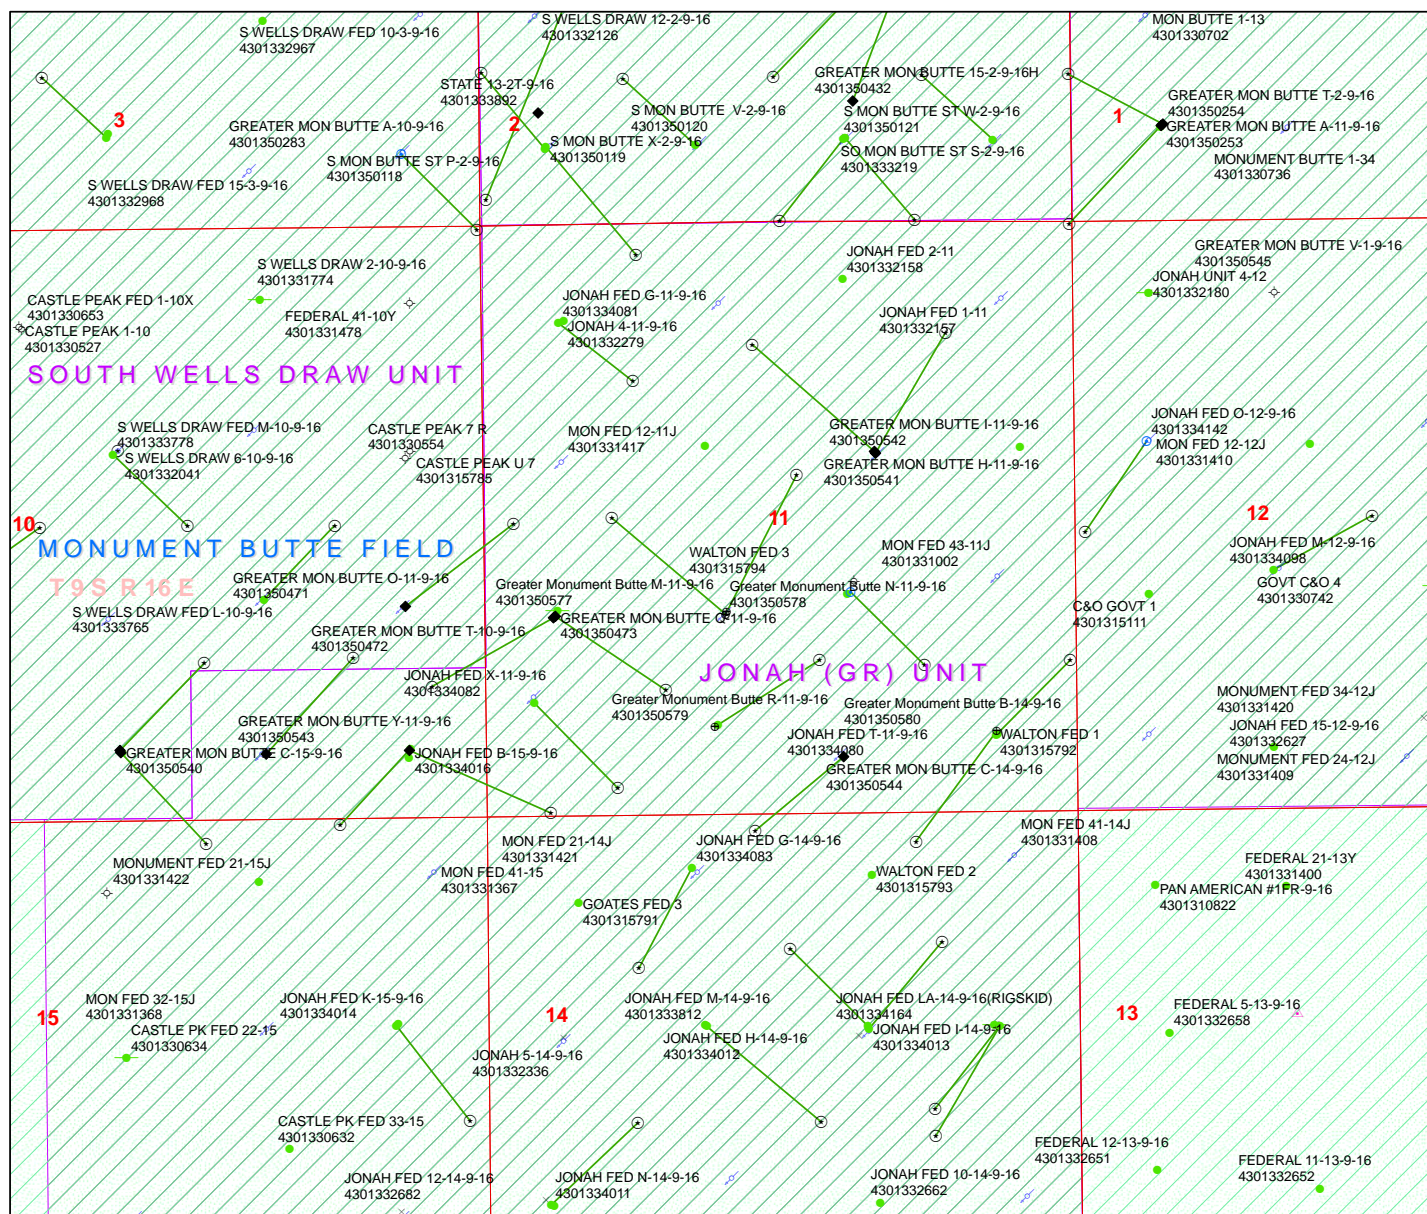 S WELLS DRAW FED 10-3-9-16
4301332967
S WELLS DRAW 12-2-9-16
4301332126
MON BUTTE 1-13
4301330702
STATE 13-2T-9-16
4301333892
GREATER MON BUTTE 15-2-9-16H
4301350432
S MON BUTTE V-2-9-16
4301350120
S MON BUTTE ST W-2-9-16
4301350121
GREATER MON BUTTE T-2-9-16
4301350254
GREATER MON BUTTE A-11-9-16
4301350253
3
2
1
GREATER MON BUTTE A-10-9-16
4301350283
S MON BUTTE X-2-9-16
4301350119
SO MON BUTTE ST S-2-9-16
4301333219
MONUMENT BUTTE 1-34
4301330736
S MON BUTTE ST P-2-9-16
4301350118
S WELLS DRAW FED 15-3-9-16
4301332968
S WELLS DRAW 2-10-9-16
4301331774
JONAH FED 2-11
4301332158
GREATER MON BUTTE V-1-9-16
4301350545
JONAH UNIT 4-12
4301332180
CASTLE PEAK FED 1-10X
4301330653
CASTLE PEAK 1-10
4301330527
FEDERAL 41-10Y
4301331478
JONAH FED G-11-9-16
4301334081
JONAH 4-11-9-16
4301332279
JONAH FED 1-11
4301332157
SOUTH WELLS DRAW UNIT
S WELLS DRAW FED M-10-9-16
4301333778
S WELLS DRAW 6-10-9-16
4301332041
CASTLE PEAK 7 R
4301330554
CASTLE PEAK U 7
4301315785
MON FED 12-11J
4301331417
GREATER MON BUTTE I-11-9-16
4301350542
GREATER MON BUTTE H-11-9-16
4301350541
JONAH FED O-12-9-16
4301334142
MON FED 12-12J
4301331410
10
11
12
MONUMENT BUTTE FIELD
T9S R16E
WALTON FED 3
4301315794
MON FED 43-11J
4301331002
JONAH FED M-12-9-16
4301334098
GOVT C&O 4
4301330742
GREATER MON BUTTE O-11-9-16
4301350471
Greater Monument Butte M-11-9-16
4301350577
Greater Monument Butte N-11-9-16
4301350578
C&O GOVT 1
4301315111
S WELLS DRAW FED L-10-9-16
4301333765
GREATER MON BUTTE Q-11-9-16
4301350473
GREATER MON BUTTE T-10-9-16
4301350472
JONAH (GR) UNIT
JONAH FED X-11-9-16
4301334082
Greater Monument Butte R-11-9-16
4301350579
Greater Monument Butte B-14-9-16
4301350580
MONUMENT FED 34-12J
4301331420
GREATER MON BUTTE Y-11-9-16
4301350543
JONAH FED T-11-9-16
4301334080
WALTON FED 1
4301315792
JONAH FED 15-12-9-16
4301332627
GREATER MON BUTTE C-15-9-16
4301350540
JONAH FED B-15-9-16
4301334016
GREATER MON BUTTE C-14-9-16
4301350544
MONUMENT FED 24-12J
4301331409
MON FED 21-14J
4301331421
JONAH FED G-14-9-16
4301334083
MON FED 41-14J
4301331408
MONUMENT FED 21-15J
4301331422
MON FED 41-15
4301331367
WALTON FED 2
4301315793
FEDERAL 21-13Y
4301331400
PAN AMERICAN #1FR-9-16
4301310822
GOATES FED 3
4301315791
MON FED 32-15J
4301331368
JONAH FED K-15-9-16
4301334014
JONAH FED M-14-9-16
4301333812
JONAH FED LA-14-9-16(RIGSKID)
4301334164
FEDERAL 5-13-9-16
4301332658
15
14
13
CASTLE PK FED 22-15
4301330634
JONAH FED H-14-9-16
4301334012
JONAH FED I-14-9-16
4301334013
JONAH 5-14-9-16
4301332336
CASTLE PK FED 33-15
4301330632
FEDERAL 12-13-9-16
4301332651
FEDERAL 11-13-9-16
4301332652
JONAH FED 12-14-9-16
4301332682
JONAH FED N-14-9-16
4301334011
JONAH FED 10-14-9-16
4301332662